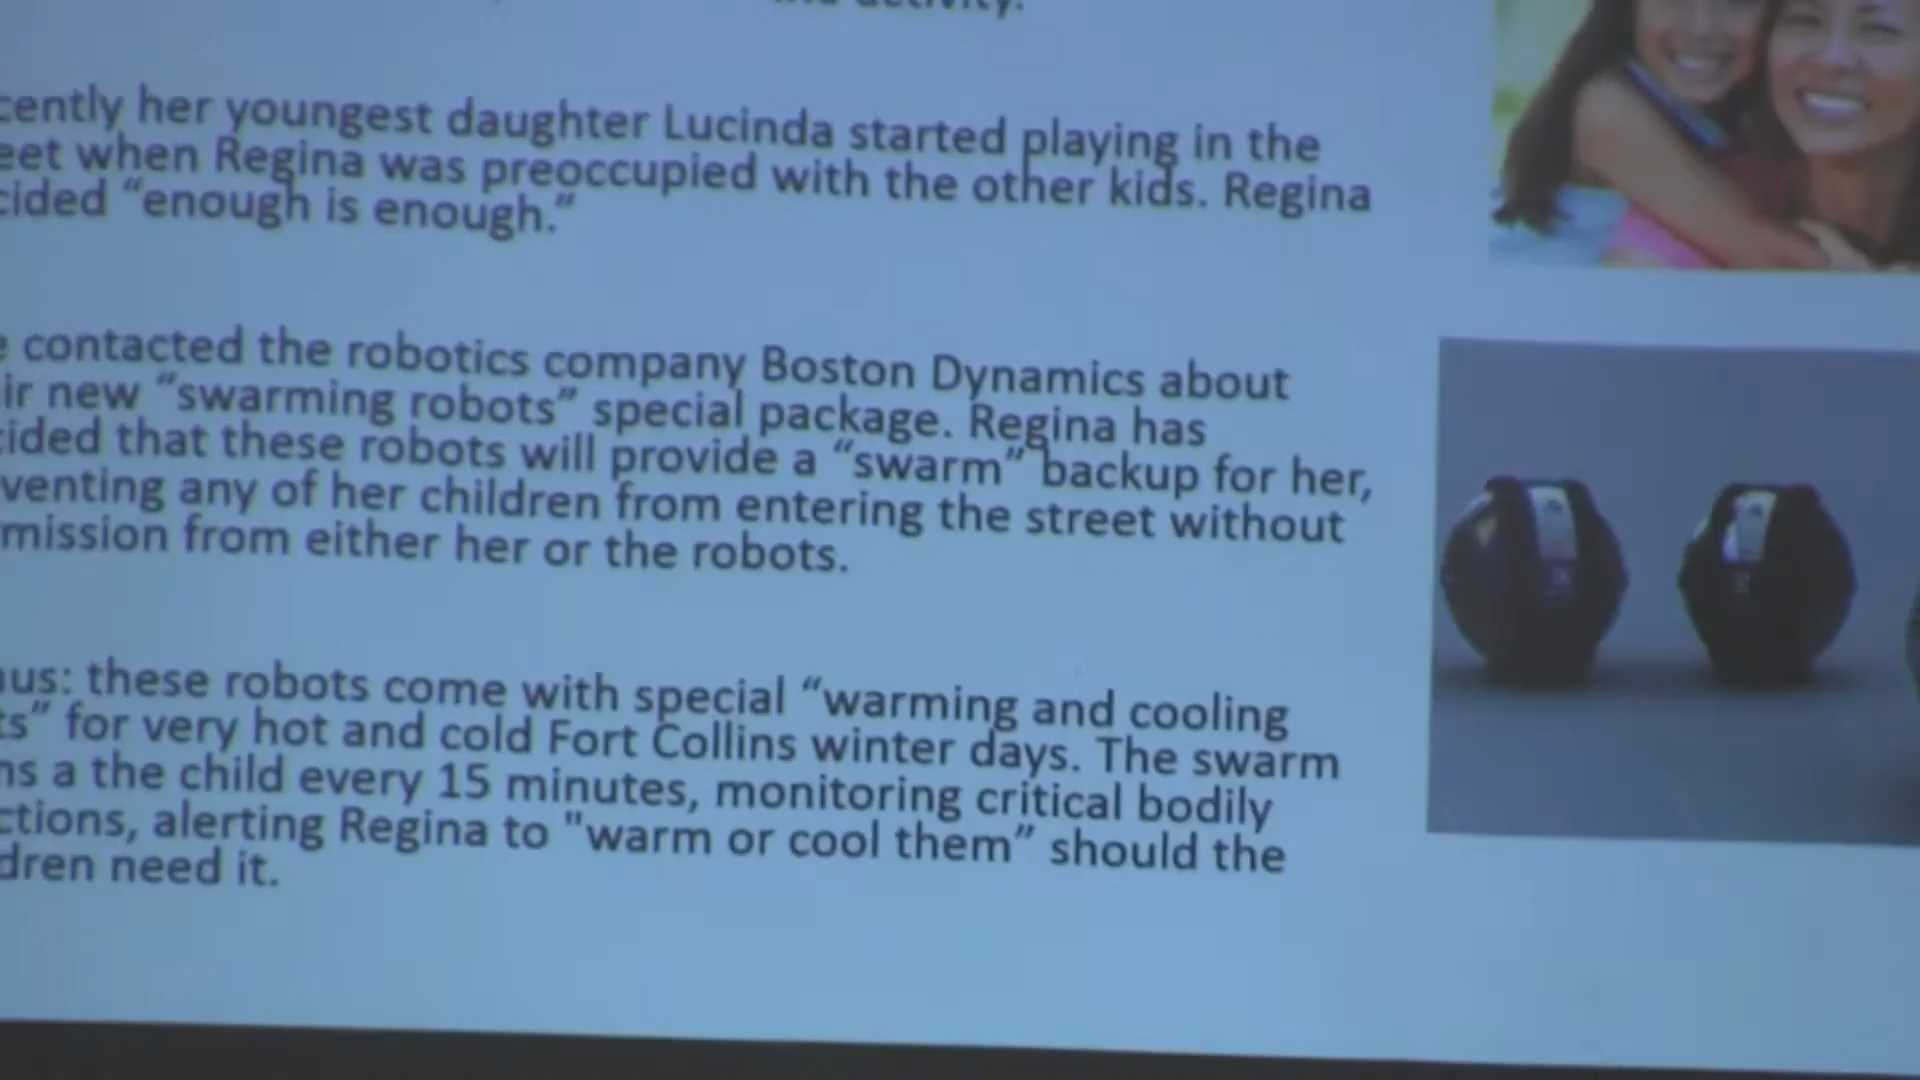 activity.
cently her youngest daughter Lucinda started playing in the
eet when Regina was preoccupied with the other kids. Regina
cided “enough is enough.”
e contacted the robotics company Boston Dynamics about
ir new “swarming robots” special package. Regina has
cided that these robots will provide a “swarm” backup for her,
venting any of her children from entering the street without
mission from either her or the robots.
nus: these robots come with special “warming and cooling
ts” for very hot and cold Fort Collins winter days. The swarm
ns a the child every 15 minutes, monitoring critical bodily
ctions, alerting Regina to "warm or cool them” should the
dren need it.